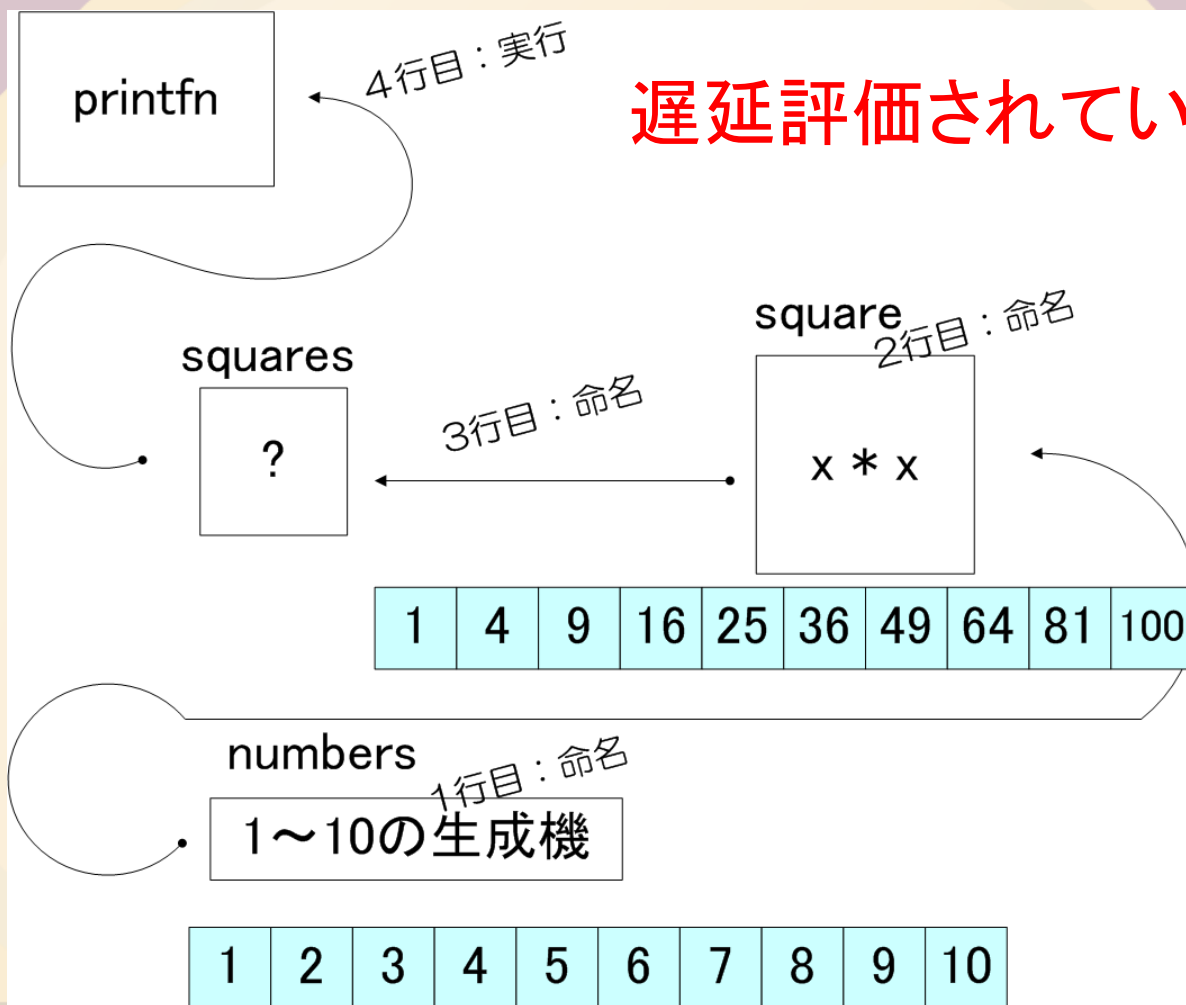 printfn
4行目：実行
遅延評価されてい
square
2行目：命名
squares
3行目：命名
?
x * x
1 4 9 16 25 36 49 64 81 100
numbers
1行目：命名
1～10の生成機
1 2 3 4 5 6 7 8 9 10